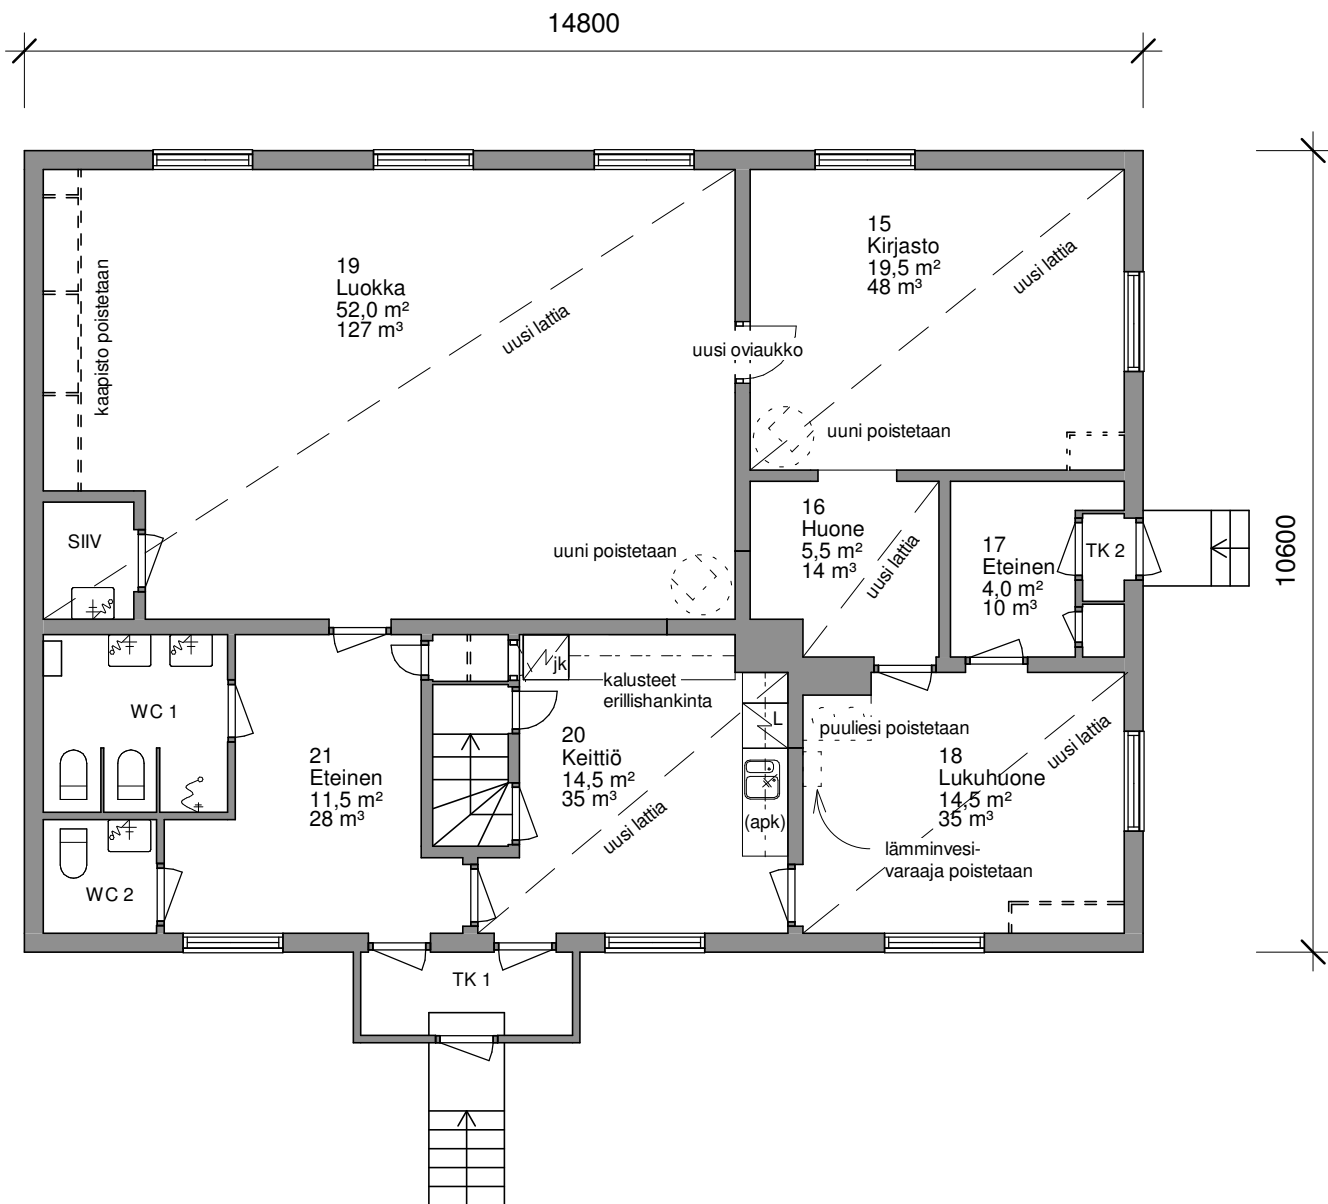 14800
10600
19
Luokka
52,0 m²
127 m³
kaapisto poistetaan
uusi lattia
15
Kirjasto
19,5 m²
48 m³
uusi lattia
uusi oviaukko
uuni poistetaan
SIIV
uuni poistetaan
16
Huone
5,5 m²
14 m³
uusi lattia
17
Eteinen
4,0 m²
10 m³
TK 2
WC 1
jk
kalusteet
erillishankinta
L
puuliesi poistetaan
21
Eteinen
11,5 m²
28 m³
20
Keittiö
14,5 m²
35 m³
uusi lattia
(apk)
18
Lukuhuone
14,5 m²
35 m³
uusi lattia
lämminvesi-
varaaja poistetaan
WC 2
TK 1